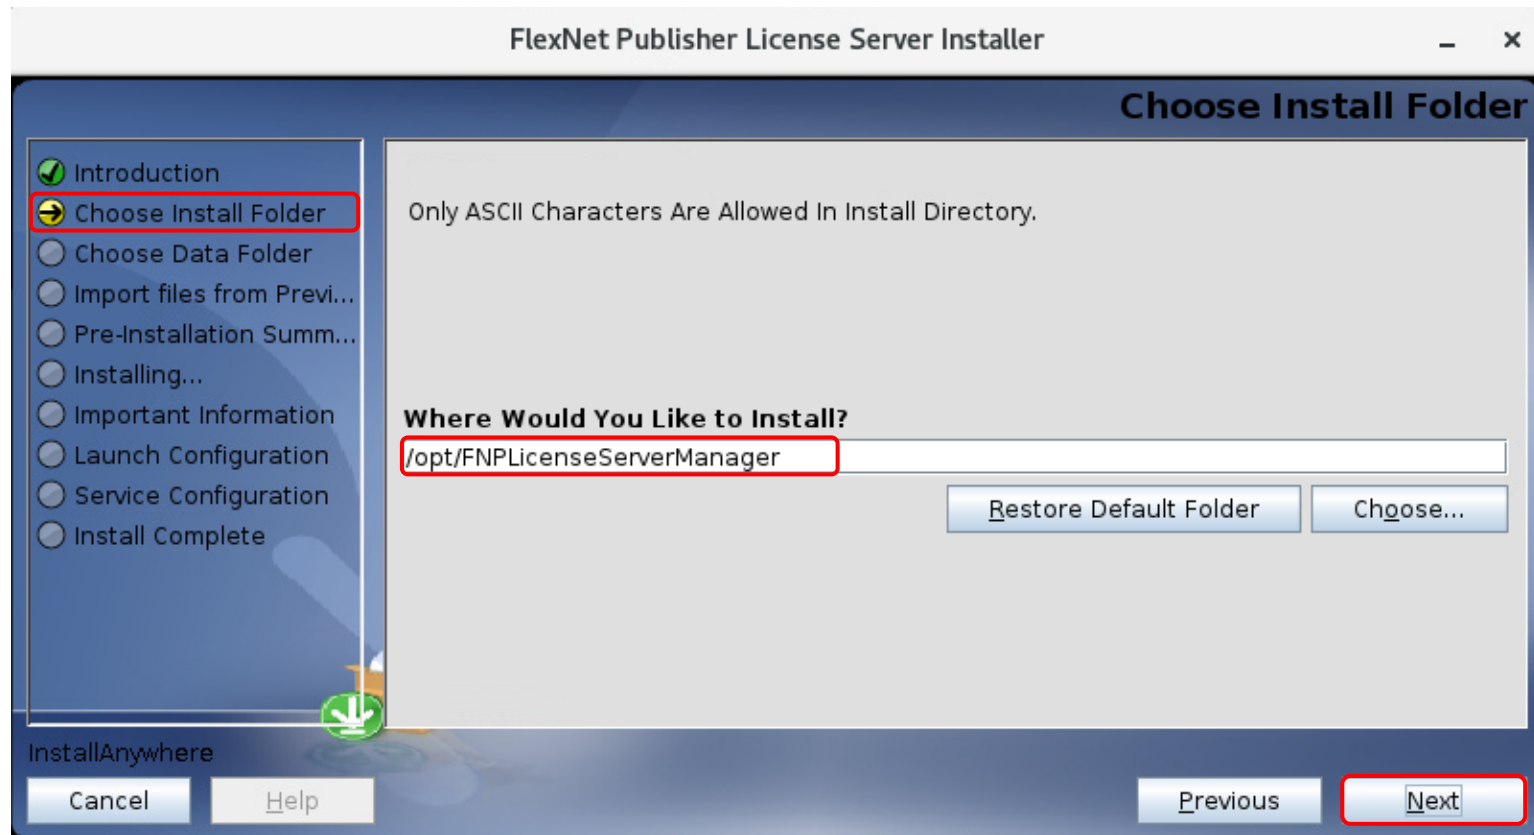 FlexNet Publisher License Server Installer
Choose Install Folder
Introduction
Choose Install Folder
Choose Data Folder
Import files from Previ...
Pre-Installation Summ...
Installing...
Important Information
Launch Configuration
Service Configuration
Install Complete
Only ASCII Characters Are Allowed In Install Directory.
Where Would You Like to Install?
/opt/FNPLicenseServerManager
Restore Default Folder
Choose...
InstallAnywhere
Cancel
Help
Previous
Next